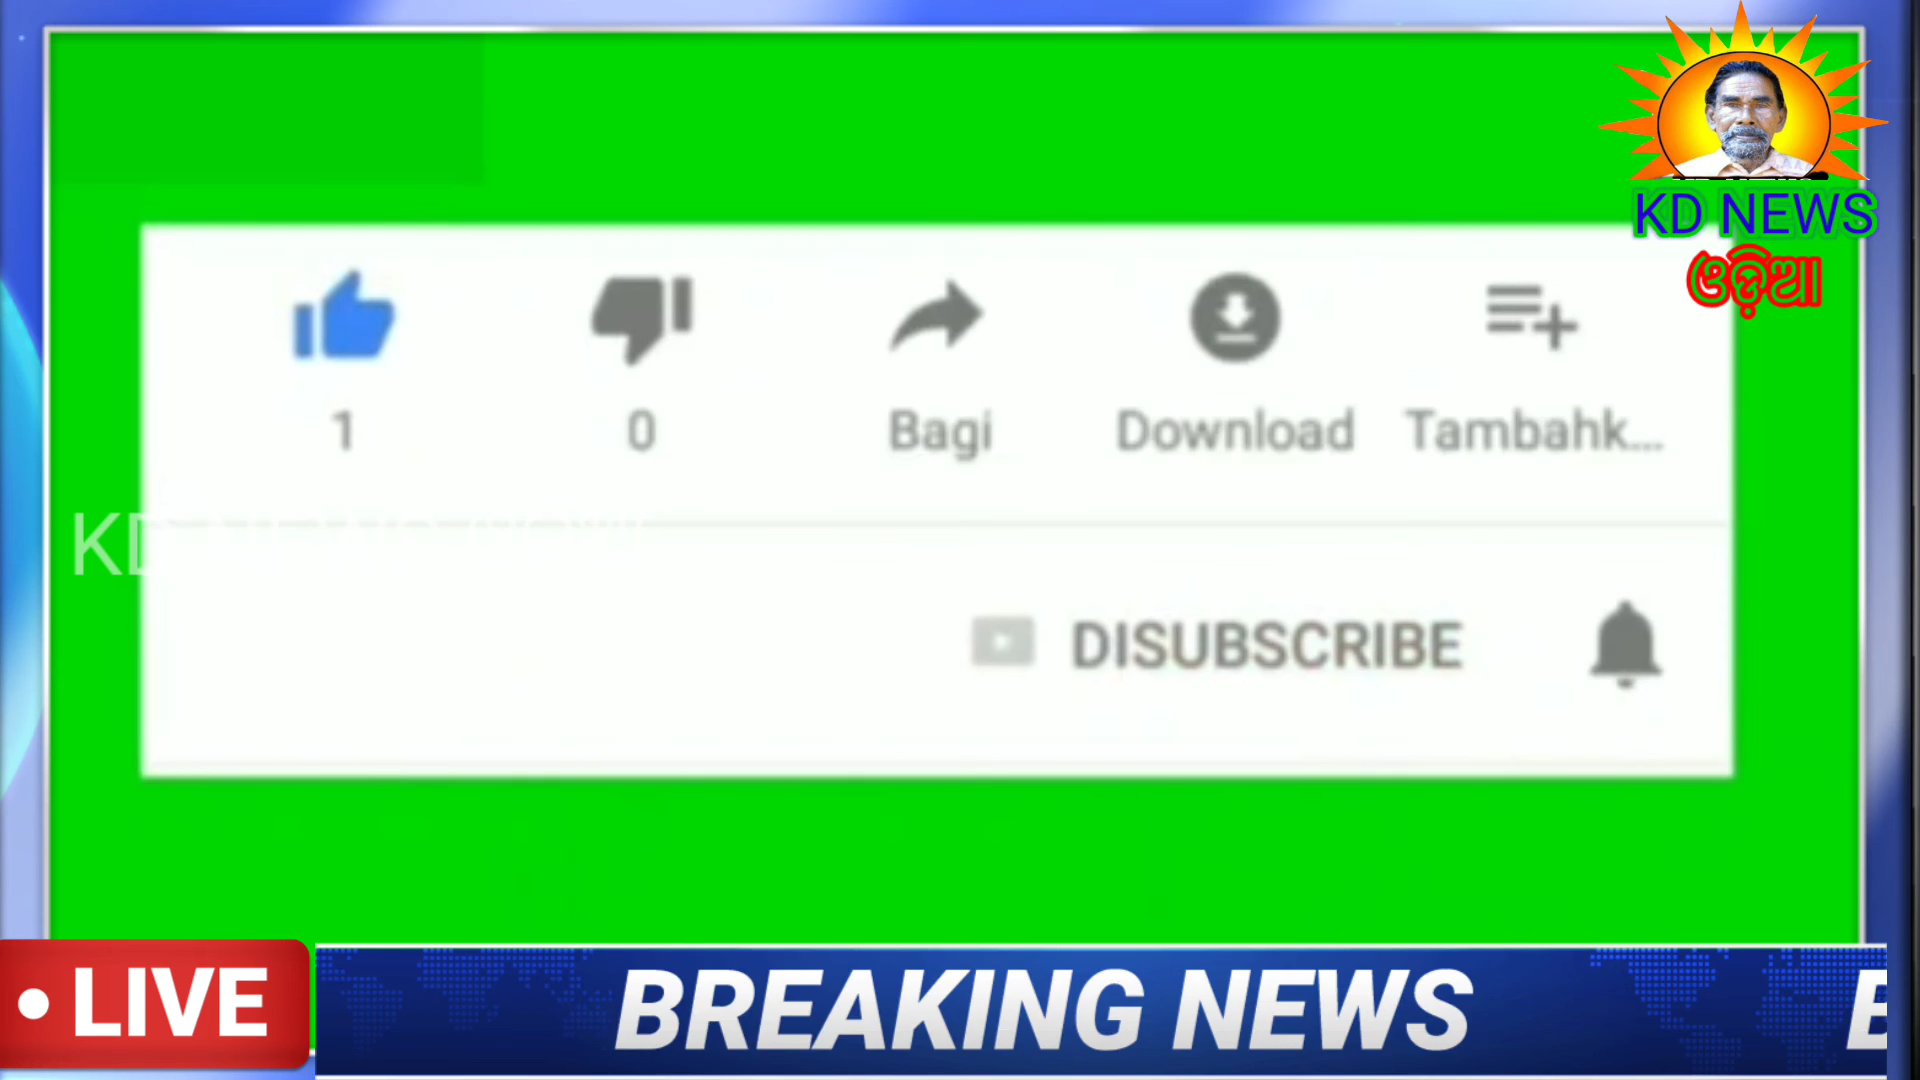 KD NEWS
ଓଡ଼ିଆ
1 0 Bagi Download Tambahk...
DISUBSCRIBE
LIVE
BREAKING NEWS